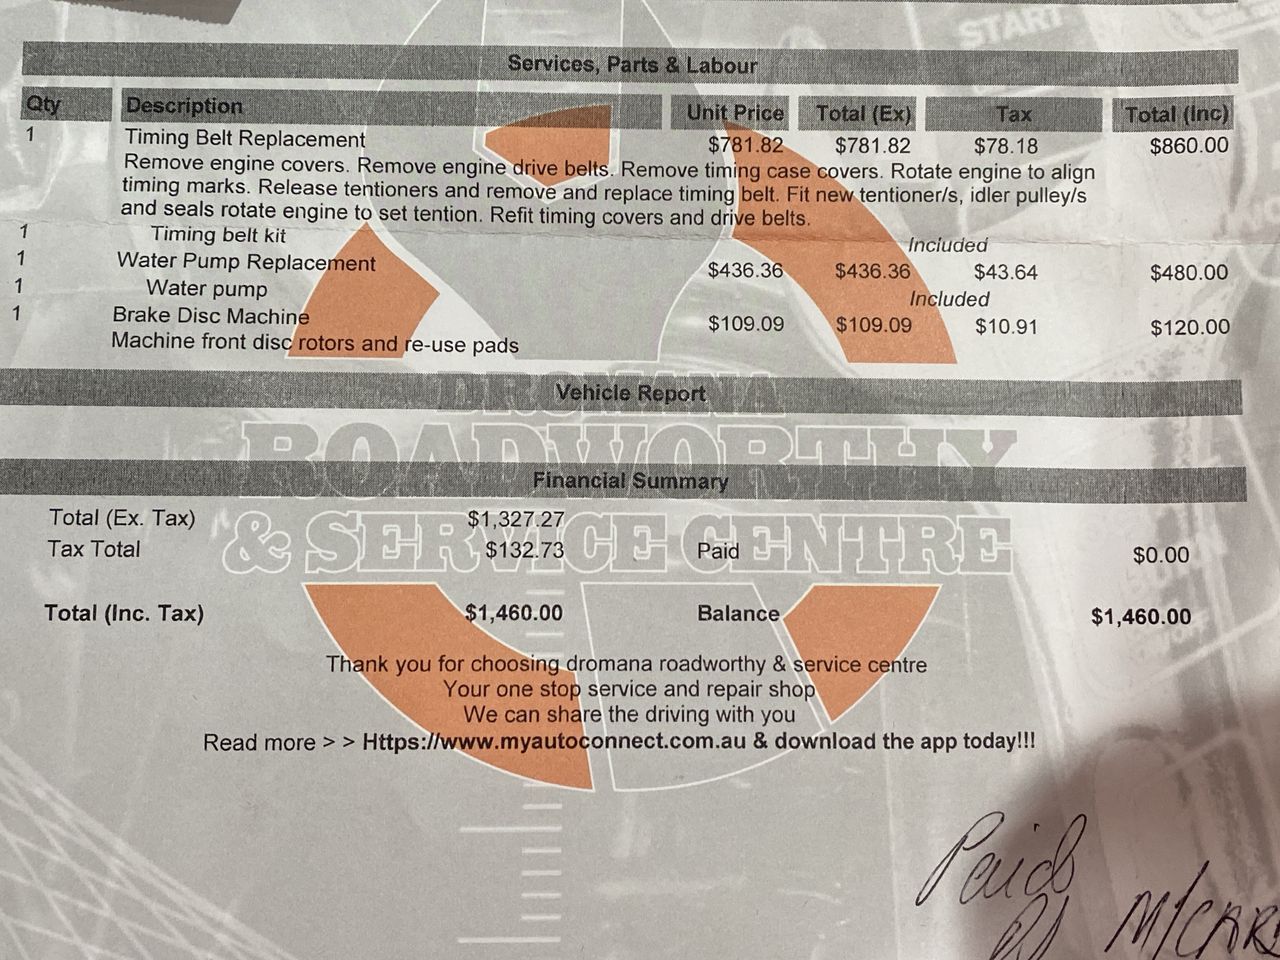 START
Services, Parts & Labour
Qty Description Unit Price Total (Ex) Tax Total (Inc)
1 Timing Belt Replacement $781.82 $781.82 $78.18 $860.00
Remove engine covers. Remove engine drive belts. Remove timing case covers. Rotate engine to align
timing marks. Release tentioners and remove and replace timing belt. Fit new tentioner/s, idler pulley/s
and seals rotate engine to set tention. Refit timing covers and drive belts.
1 Timing belt kit Included
1 Water Pump Replacement $436.36 $436.36 $43.64 $480.00
1 Water pump Included
1 Brake Disc Machine $109.09 $109.09 $10.91 $120.00
Machine front disc rotors and re-use pads
DROMANA
Vehicle Report
ROADWORTHY
Financial Summary
& SERVICE CENTRE
Total (Ex. Tax) $1,327.27
Tax Total $132.73 Paid $0.00
Total (Inc. Tax) $1,460.00 Balance $1,460.00
Thank you for choosing dromana roadworthy & service centre
Your one stop service and repair shop
We can share the driving with you
Read more > > Https://www.myautoconnect.com.au & download the app today!!!
Paid
M/CAR